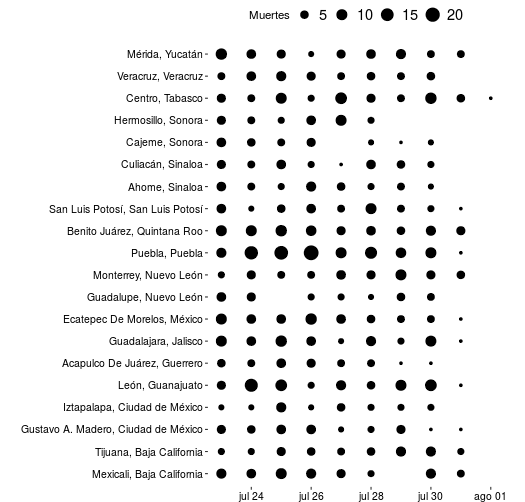 Muertes 5 10 15 20
Mérida, Yucatán
Veracruz, Veracruz
Centro, Tabasco
Hermosillo, Sonora
Cajeme, Sonora
Culiacán, Sinaloa
Ahome, Sinaloa
San Luis Potosí, San Luis Potosí
Benito Juárez, Quintana Roo
Puebla, Puebla
Monterrey, Nuevo León
Guadalupe, Nuevo León
Ecatepec De Morelos, México
Guadalajara, Jalisco
Acapulco De Juárez, Guerrero
León, Guanajuato
Iztapalapa, Ciudad de México
Gustavo A. Madero, Ciudad de México
Tijuana, Baja California
Mexicali, Baja California
jul 24 jul 26 jul 28 jul 30 ago 01